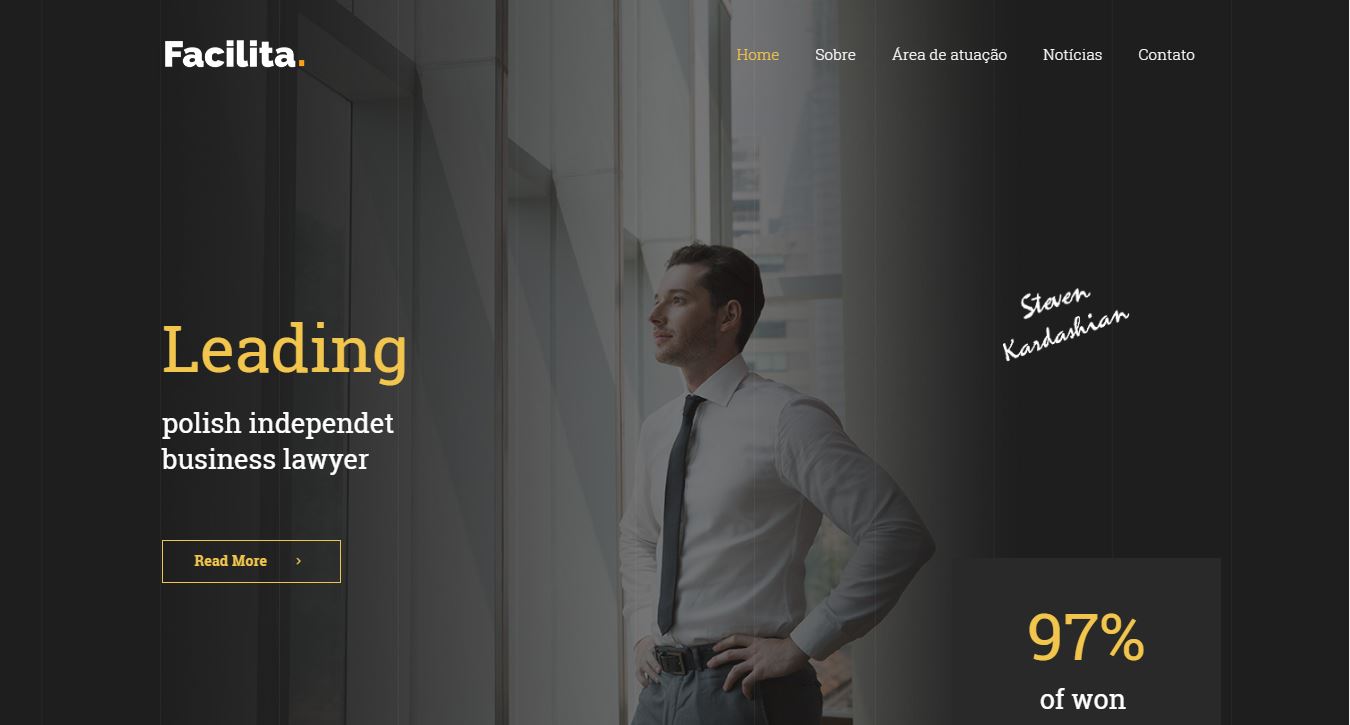 Facilita.
Home Sobre Área de atuação Notícias Contato
Steven
Kardashian
Leading
polish independet
business lawyer
Read More >
97%
of won